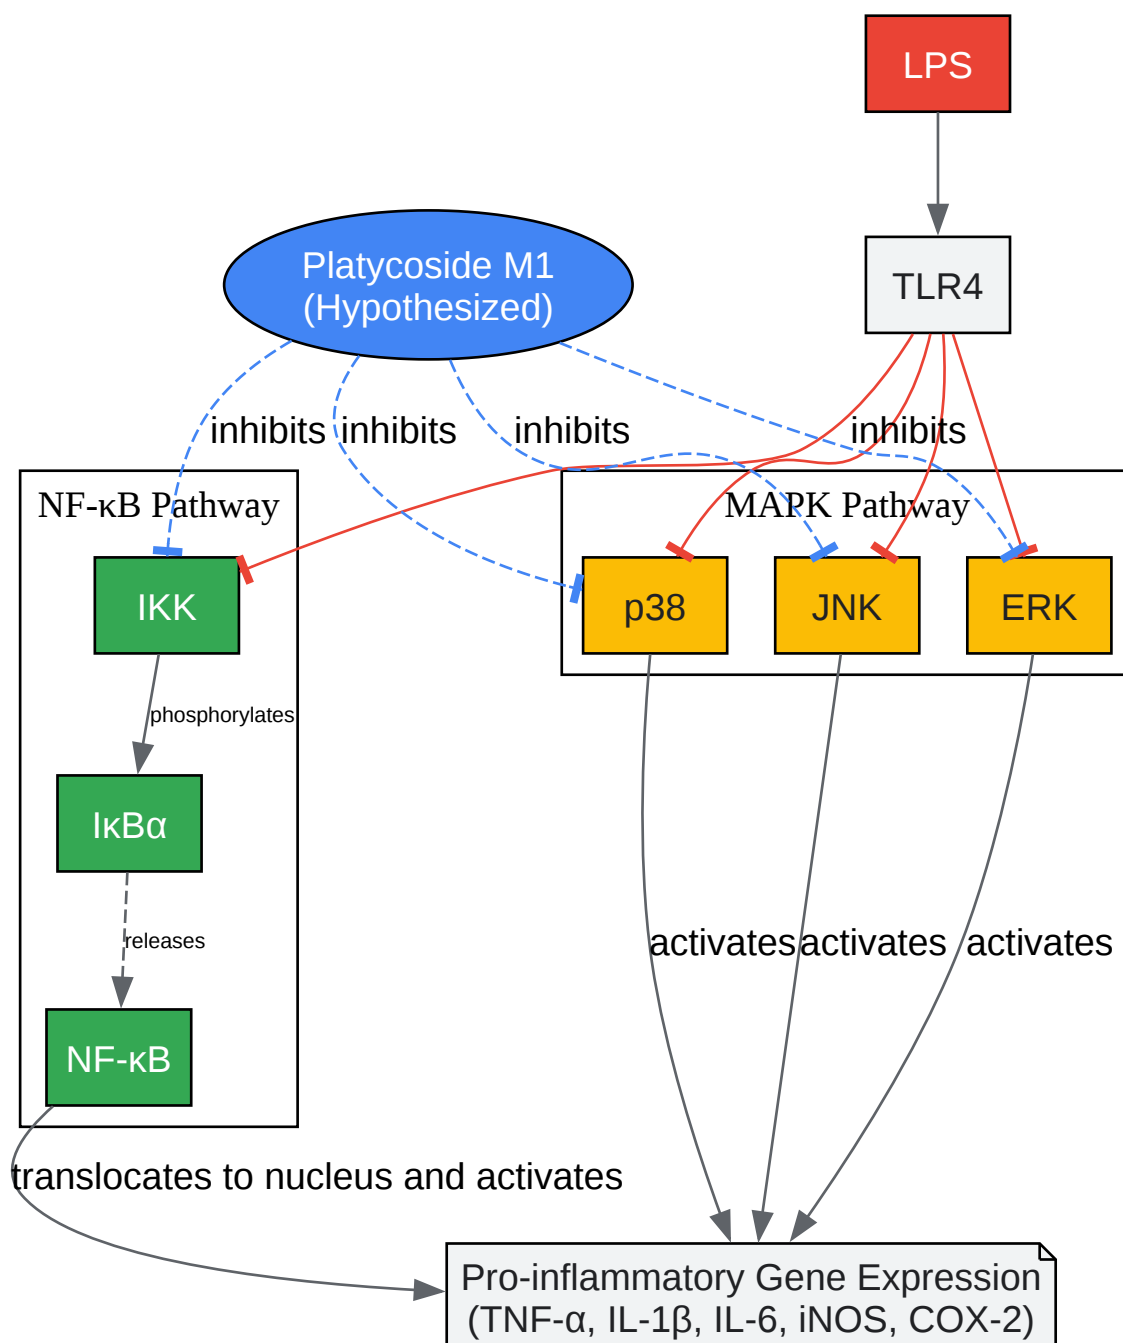 LPS
Platycoside M1
(Hypothesized)
TLR4
inhibits
inhibits
inhibits
inhibits
NF-κB Pathway
MAPK Pathway
IKK
p38
JNK
ERK
phosphorylates
IκBα
releases
activates
activates
activates
NF-κB
translocates to nucleus and activates
Pro-inflammatory Gene Expression
(TNF-α, IL-1β, IL-6, iNOS, COX-2)